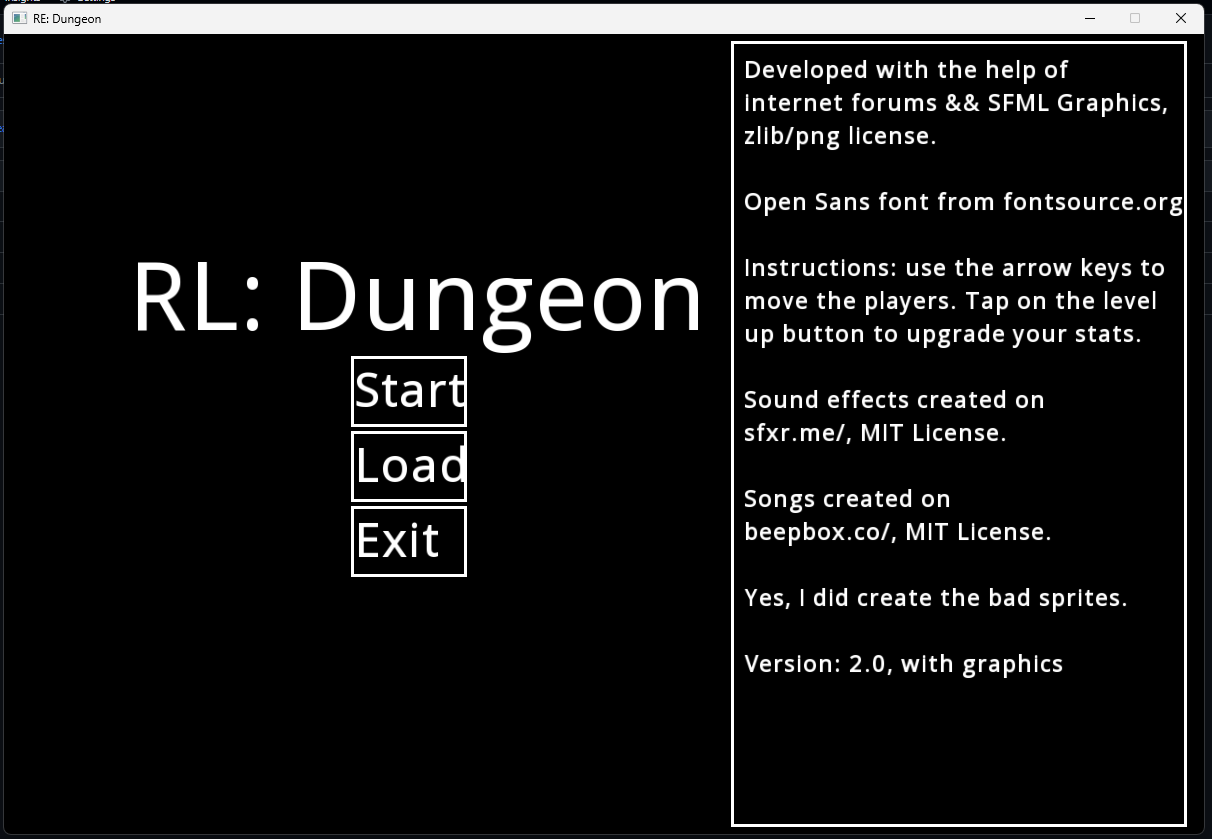 RE: Dungeon
RL: Dungeon
Start
Load
Exit
Developed with the help of
internet forums && SFML Graphics,
zlib/png license.
Open Sans font from fontsource.org
Instructions: use the arrow keys to
move the players. Tap on the level
up button to upgrade your stats.
Sound effects created on
sfxr.me/, MIT License.
Songs created on
beepbox.co/, MIT License.
Yes, I did create the bad sprites.
Version: 2.0, with graphics